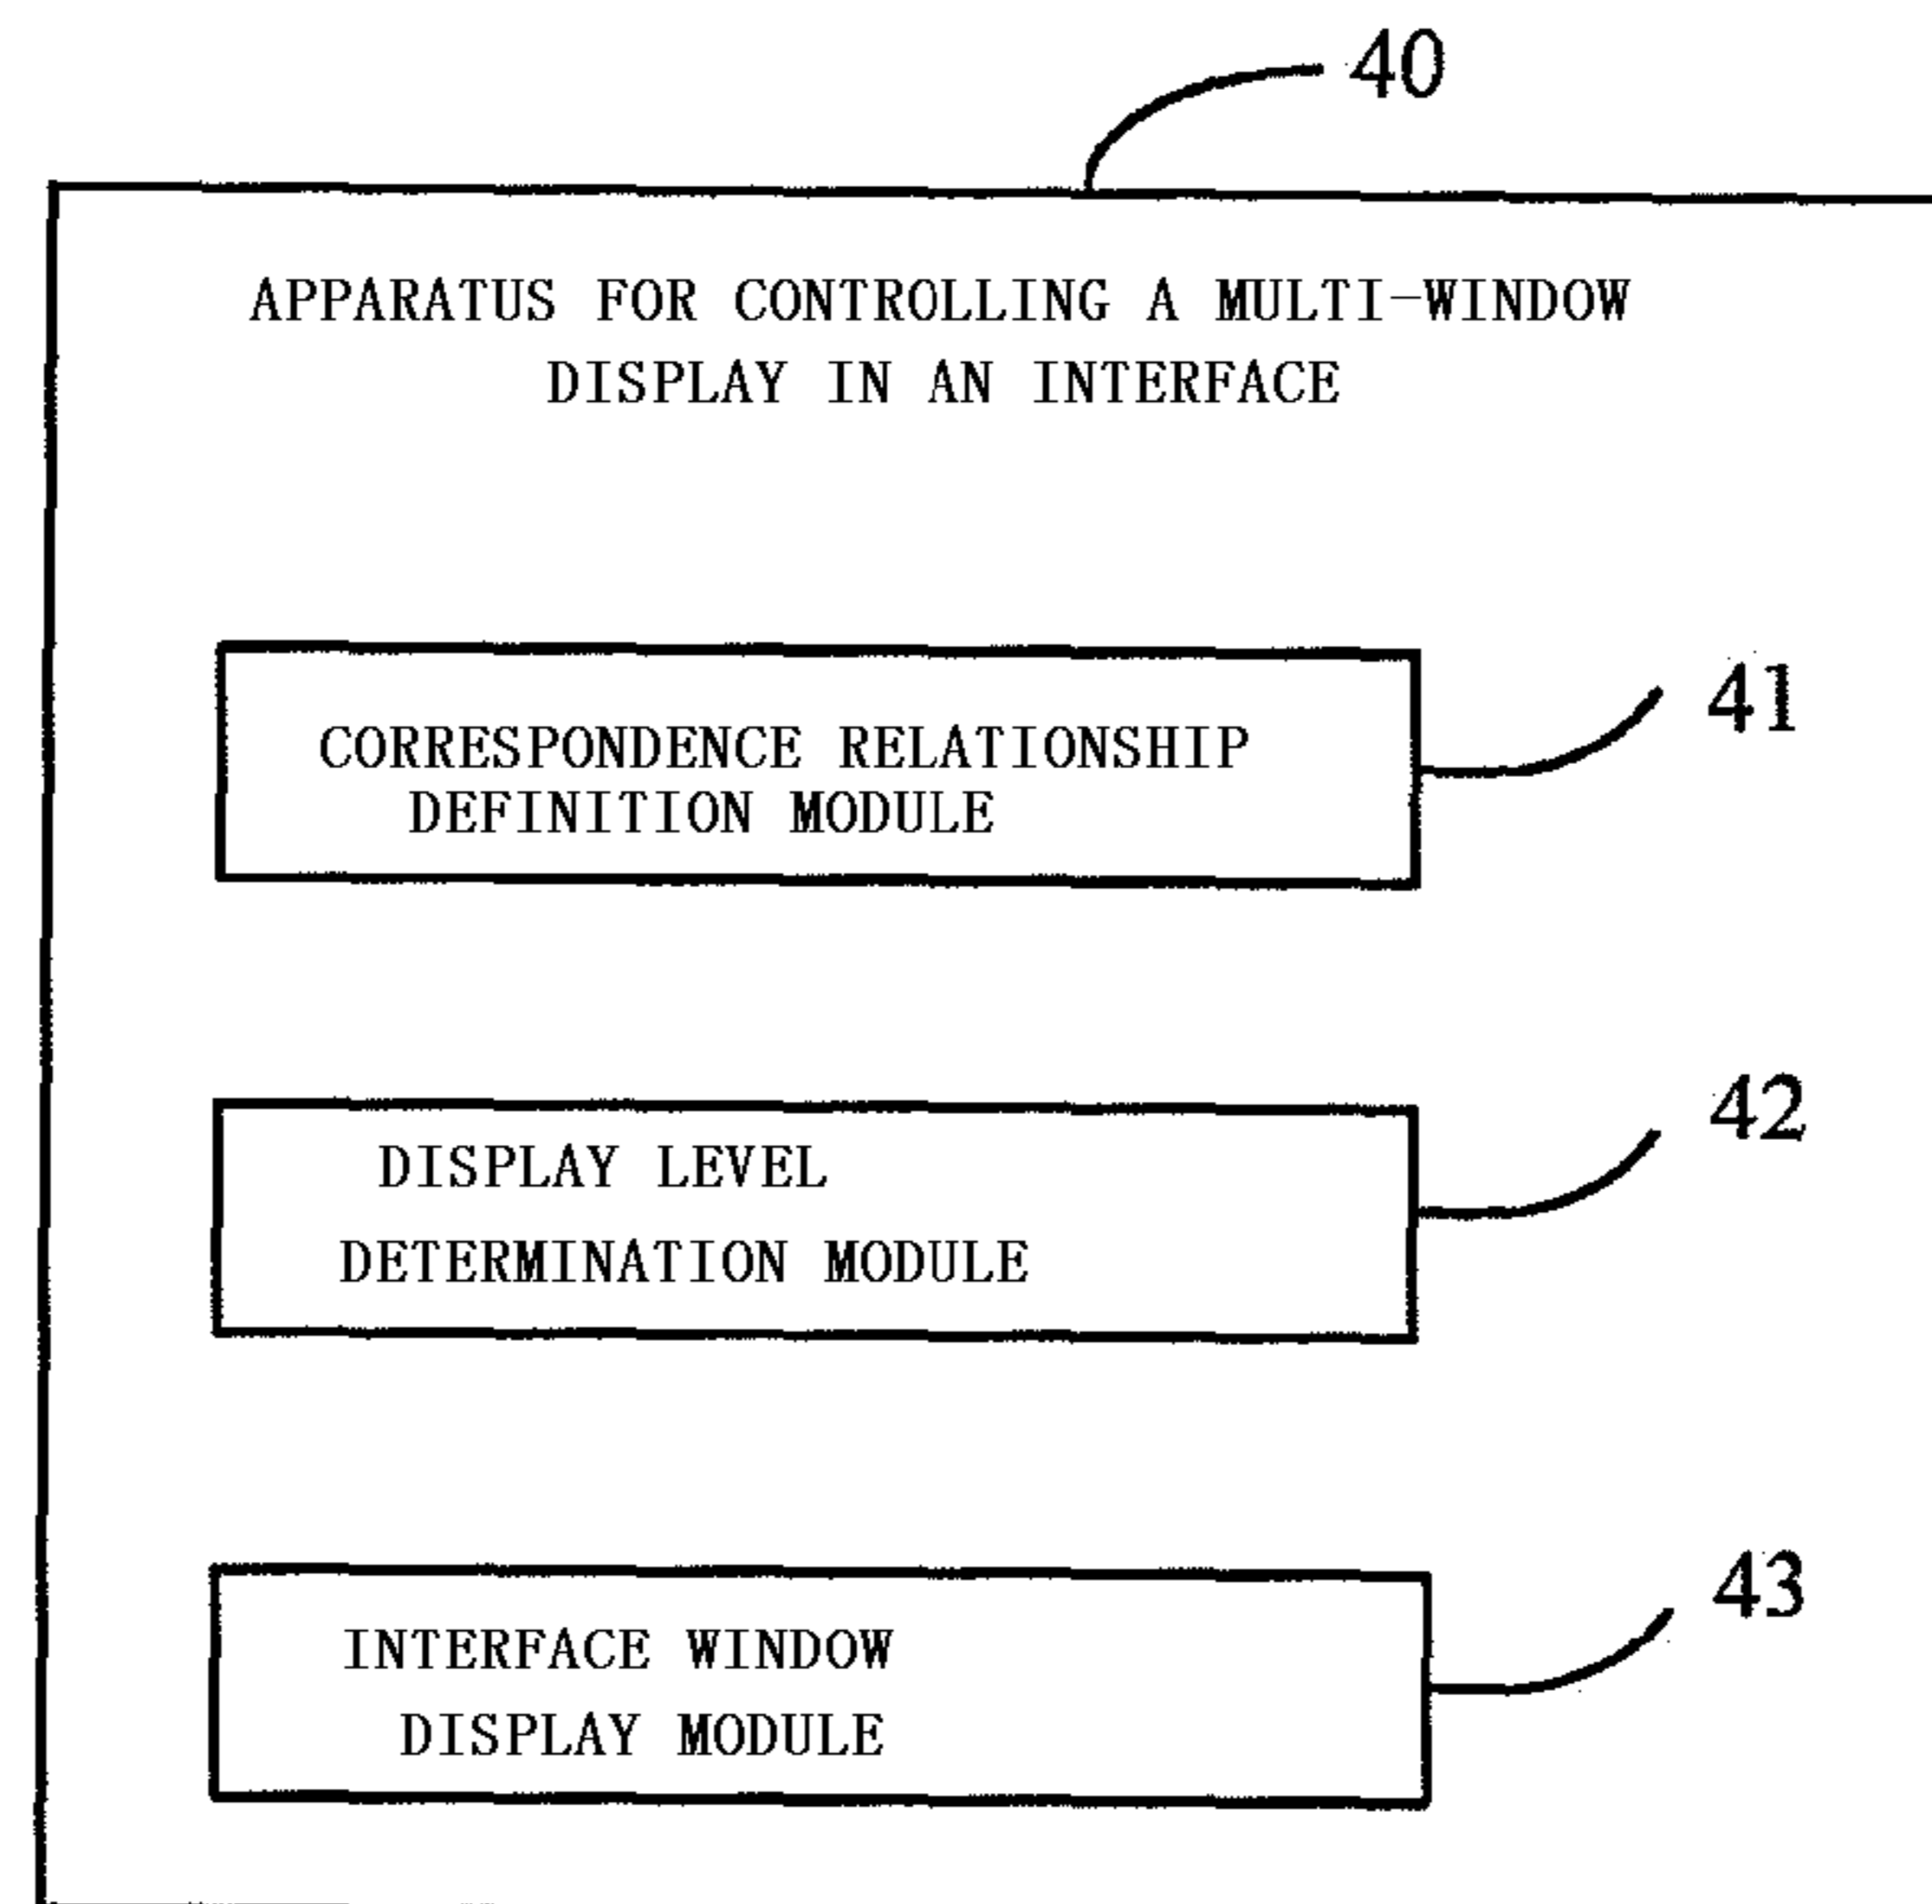 40
APPARATUS FOR CONTROLLING A MULTI-WINDOW
DISPLAY IN AN INTERFACE
CORRESPONDENCE RELATIONSHIP
DEFINITION MODULE
41
DISPLAY LEVEL
DETERMINATION MODULE
42
INTERFACE WINDOW
DISPLAY MODULE
43